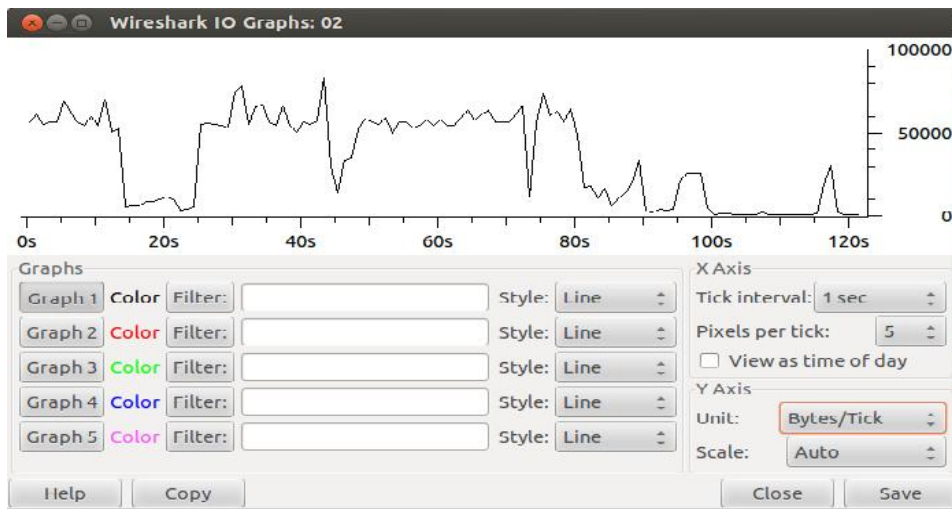 Wireshark IO Graphs: 02
100000
50000
0
0s 20s 40s 60s 80s 100s 120s
Graphs
Graph 1 Color Filter: Style: Line
Graph 2 Color Filter: Style: Line
Graph 3 Color Filter: Style: Line
Graph 4 Color Filter: Style: Line
Graph 5 Color Filter: Style: Line
X Axis
Tick interval: 1 sec
Pixels per tick: 5
View as time of day
Y Axis
Unit: Bytes/Tick
Scale: Auto
Help Copy Close Save